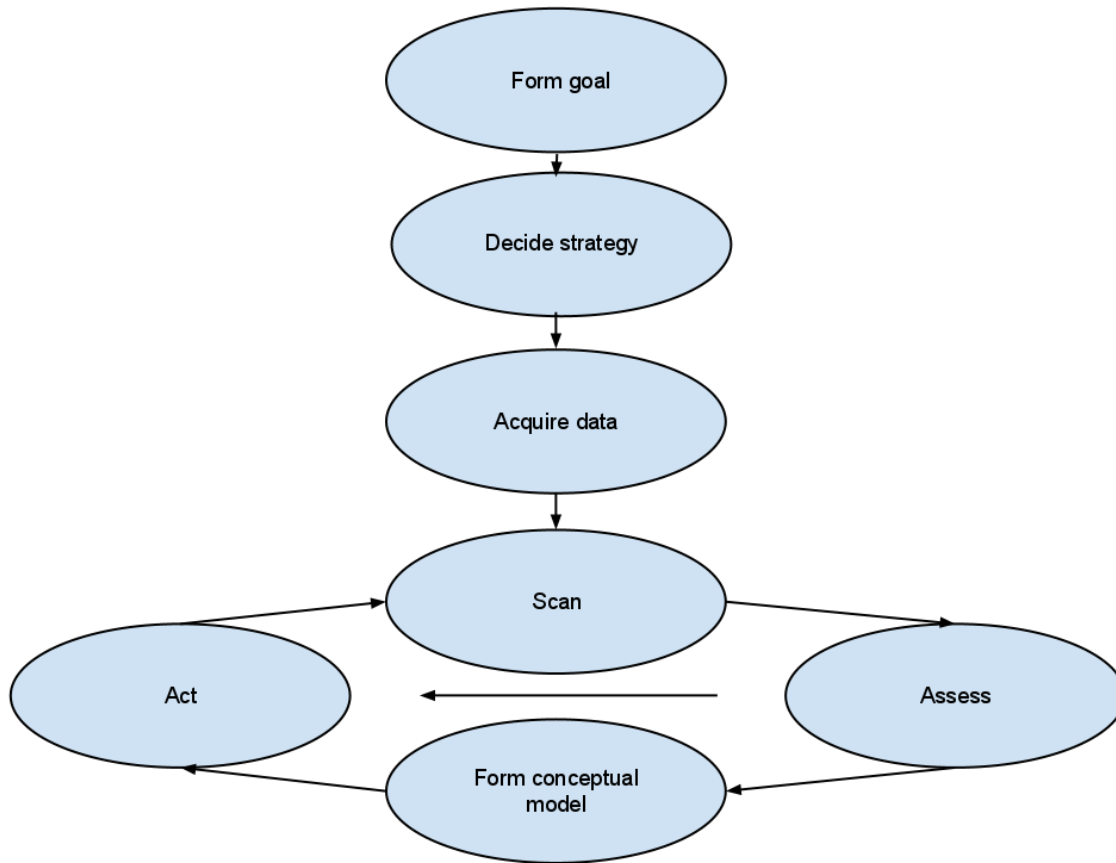 Form goal
Decide strategy
Acquire data
Scan
Act
Assess
Form conceptual
model